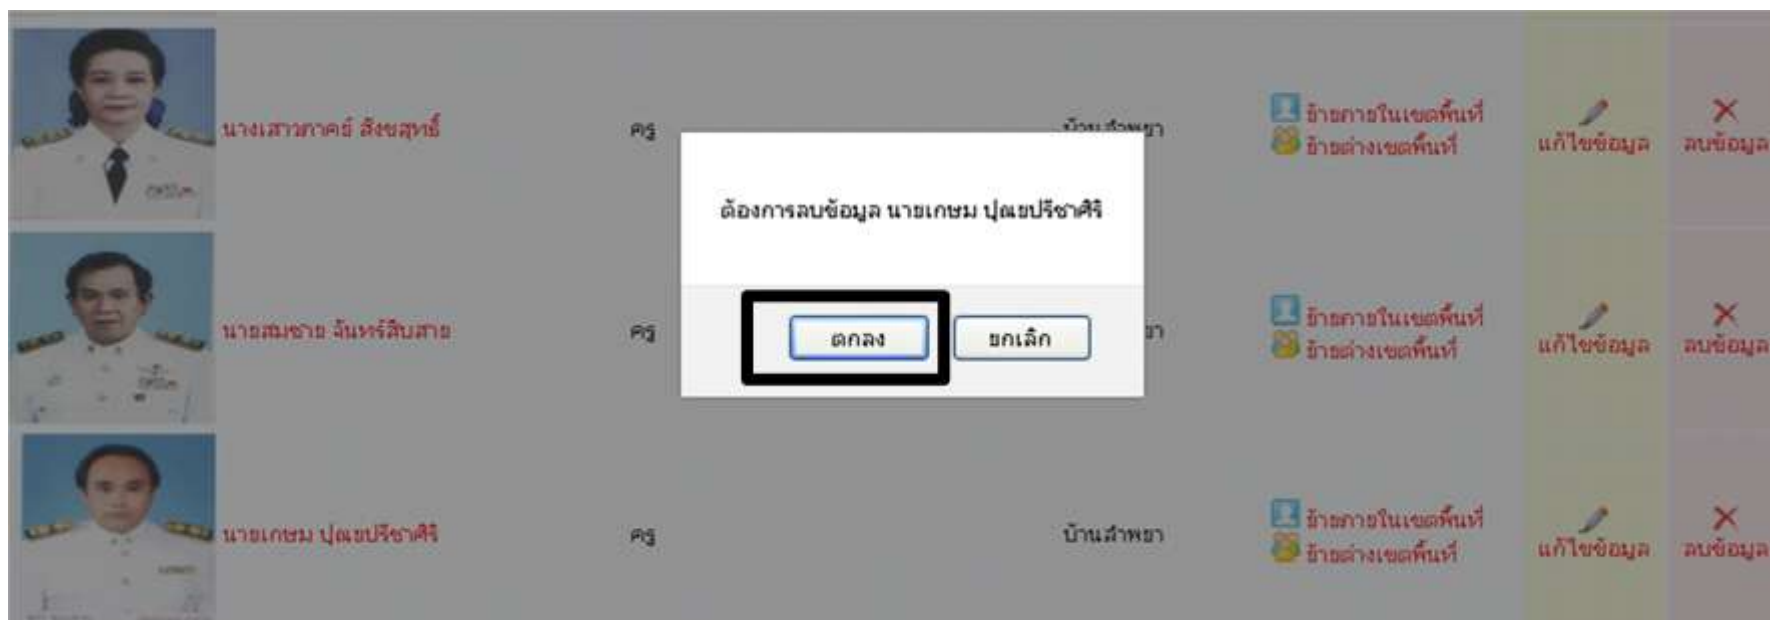 นางเสาวภาคย์ สังขสุทธิ์
ครู
บ้านลำพยา
ย้ายภายในเขตพื้นที่
ย้ายต่างเขตพื้นที่
แก้ไขข้อมูล
ลบข้อมูล
ต้องการลบข้อมูล นายเกษม ปุณยปรีชาศิริ
ตกลง
ยกเลิก
นายสมชาย จันทร์สืบสาย
ครู
ย้ายภายในเขตพื้นที่
ย้ายต่างเขตพื้นที่
แก้ไขข้อมูล
ลบข้อมูล
นายเกษม ปุณยปรีชาศิริ
ครู
บ้านลำพยา
ย้ายภายในเขตพื้นที่
ย้ายต่างเขตพื้นที่
แก้ไขข้อมูล
ลบข้อมูล